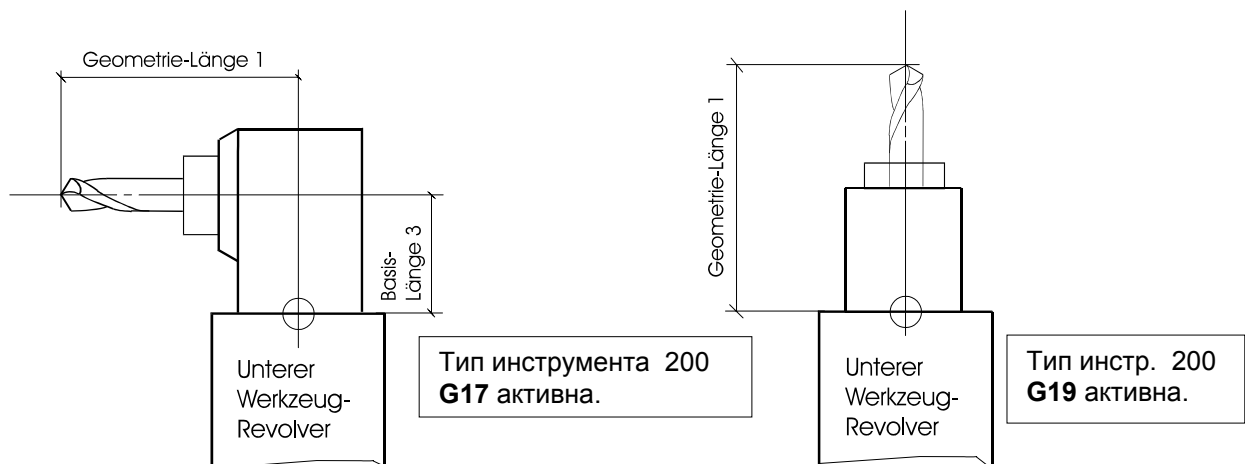 Geometrie-Länge 1
Basis-
Länge 3
Unterer
Werkzeug-
Revolver
Тип инструмента 200
G17 активна.
Geometrie-Länge 1
Unterer
Werkzeug-
Revolver
Тип инстр. 200
G19 активна.